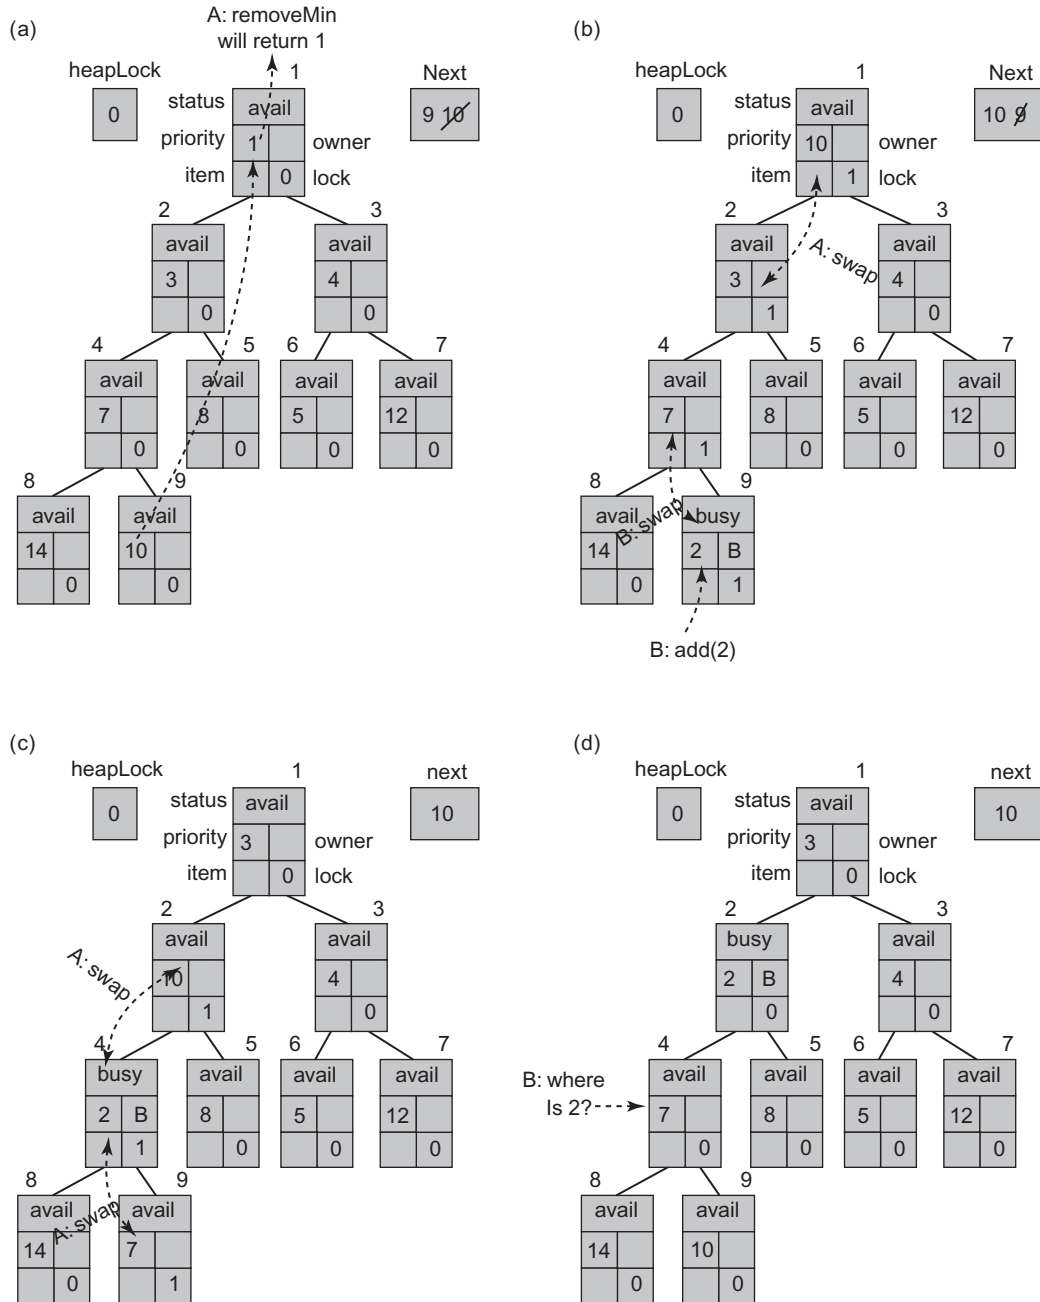 (a)
A: removeMin
will return 1
heapLock
0
1
status
avail
priority
1
owner
item
0
lock
Next
9 10
2
avail
3
0
3
avail
4
0
4
avail
7
0
5
avail
8
0
6
avail
5
0
7
avail
12
0
8
avail
14
0
9
avail
10
0
(b)
heapLock
0
1
status
avail
priority
10
owner
item
1
lock
Next
10 9
A: swap
2
avail
3
1
3
avail
4
0
4
avail
7
1
5
avail
8
0
6
avail
5
0
7
avail
12
0
B: swap
8
avail
14
0
9
busy
2 B
1
B: add(2)
(c)
heapLock
0
1
status
avail
priority
3
owner
item
0
lock
next
10
A: swap
2
avail
10
1
3
avail
4
0
4
busy
2 B
1
5
avail
8
0
6
avail
5
0
7
avail
12
0
A: swap
8
avail
14
0
9
avail
7
1
(d)
heapLock
0
1
status
avail
priority
3
owner
item
0
lock
next
10
2
busy
2 B
0
3
avail
4
0
B: where
Is 2?
4
avail
7
0
5
avail
8
0
6
avail
5
0
7
avail
12
0
8
avail
14
0
9
avail
10
0